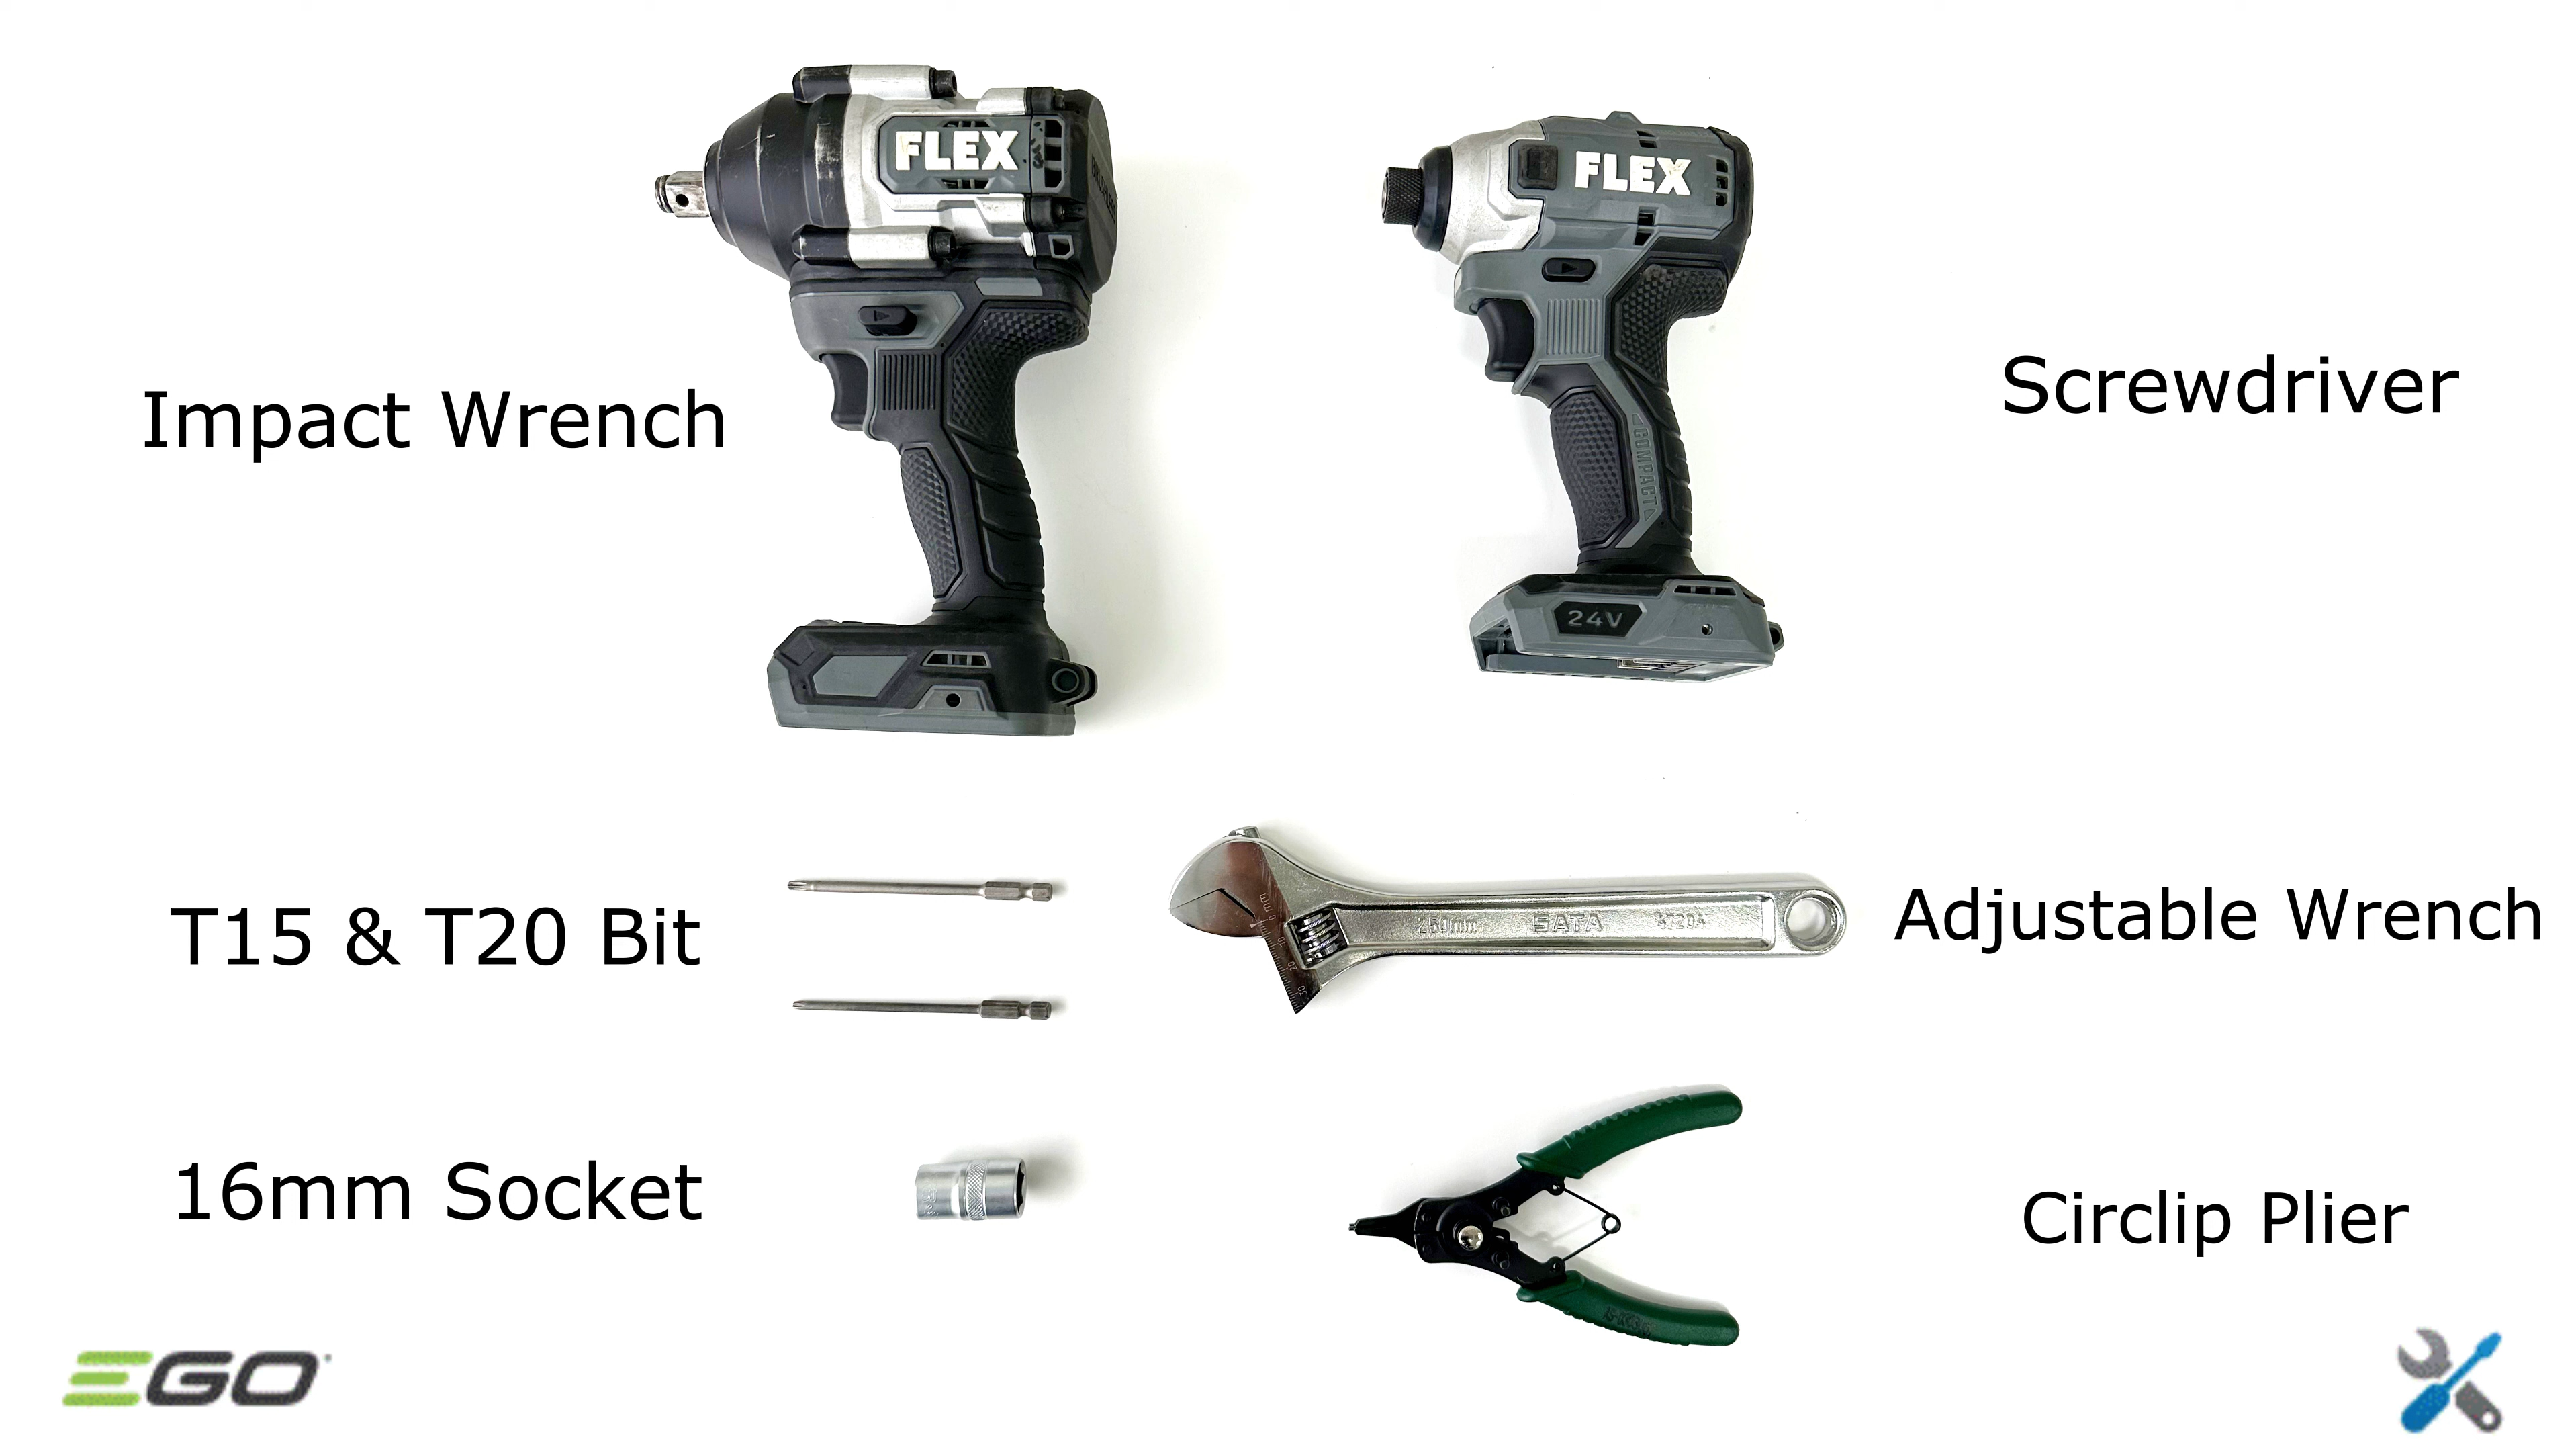 FLEX
FLEX
Impact Wrench
Screwdriver
COMPACT
24V
T15 & T20 Bit
250mm SATA 47204
Adjustable Wrench
16mm Socket
Circlip Plier
EGO